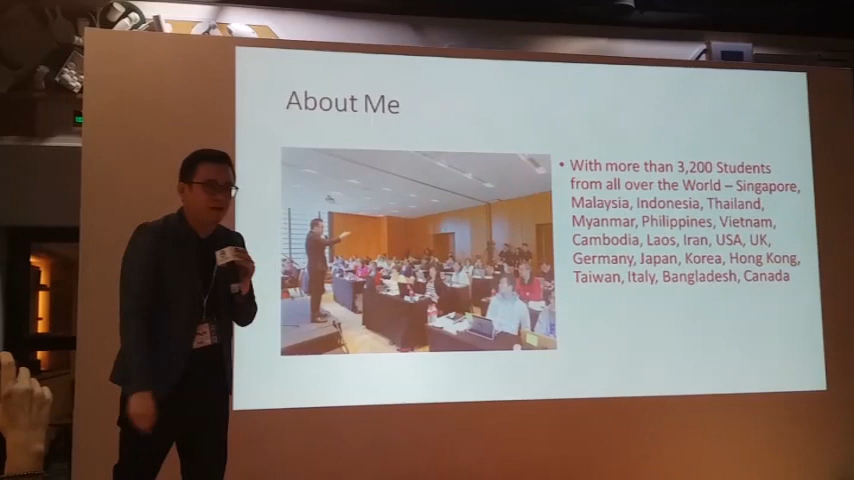 About Me
• With more than 3,200 Students
from all over the World – Singapore,
Malaysia, Indonesia, Thailand,
Myanmar, Philippines, Vietnam,
Cambodia, Laos, Iran, USA, UK,
Germany, Japan, Korea, Hong Kong,
Taiwan, Italy, Bangladesh, Canada